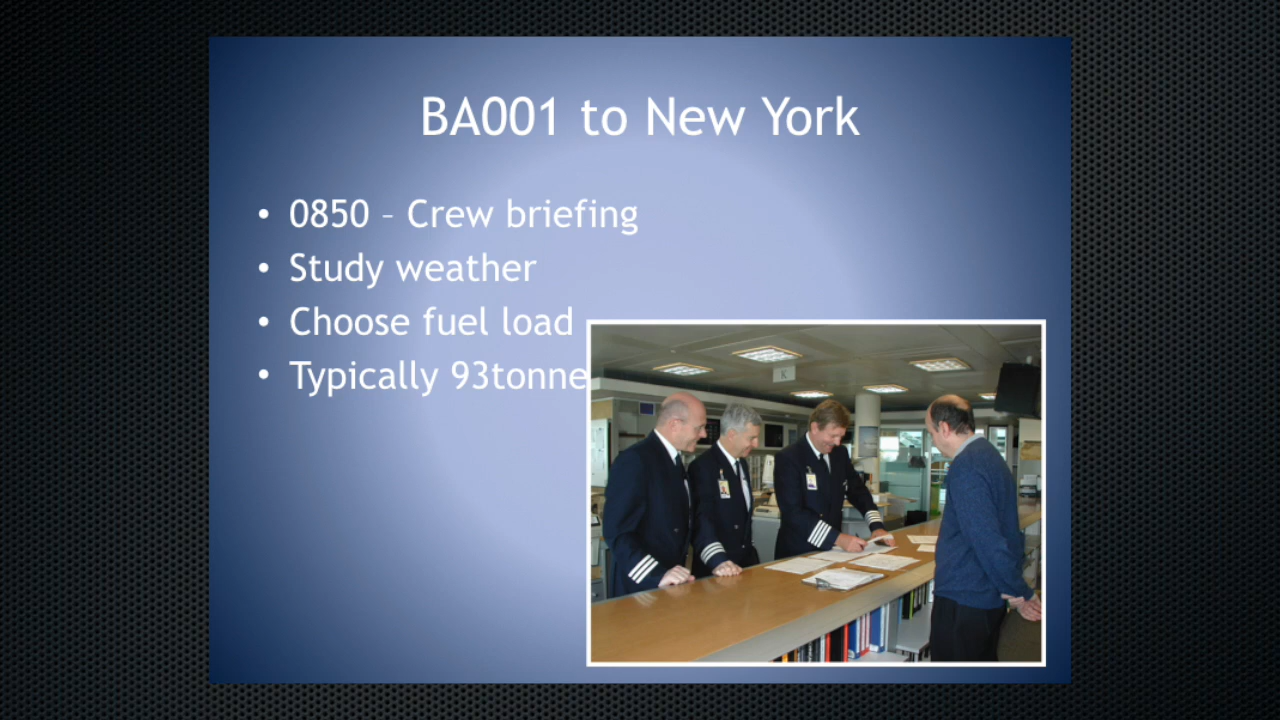 BA001 to New York
• 0850 – Crew briefing
• Study weather
• Choose fuel load
• Typically 93tonne
K